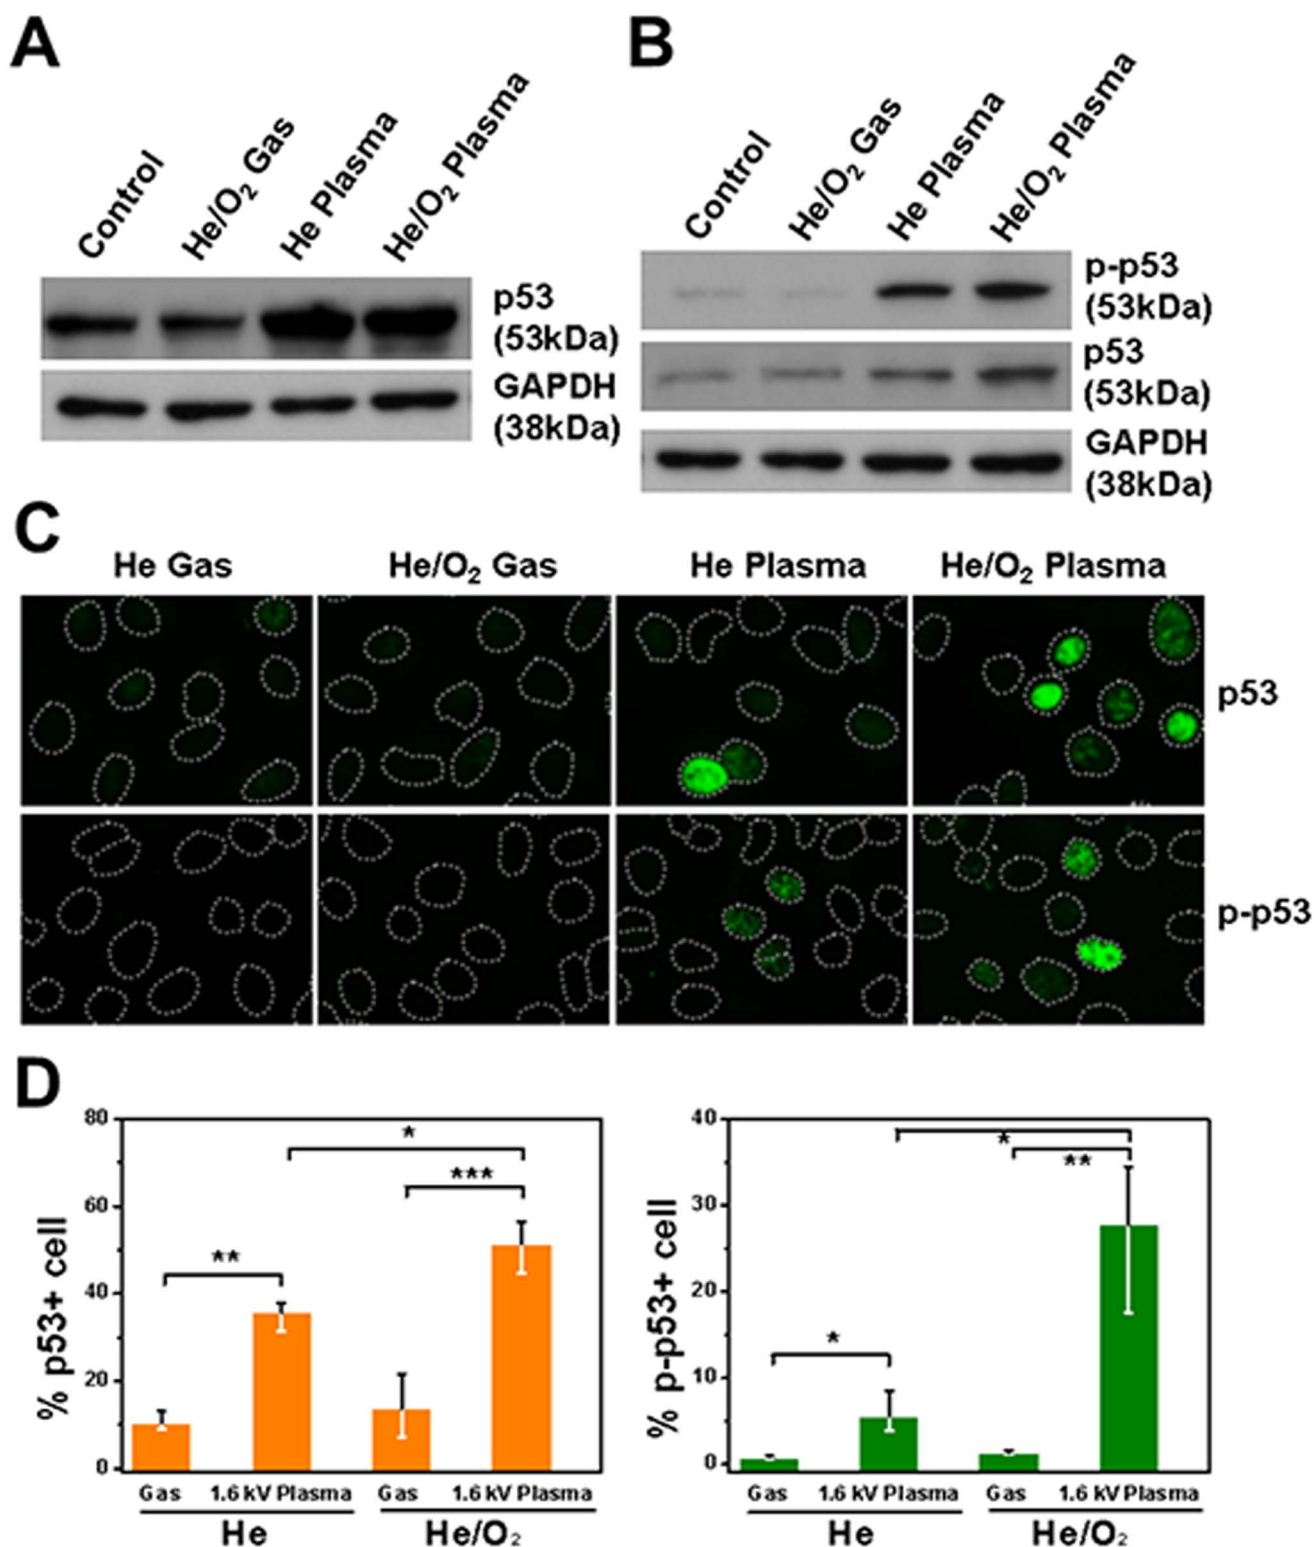 A
B
Control
He/O₂ Gas
He Plasma
He/O₂ Plasma
Control
He/O₂ Gas
He Plasma
He/O₂ Plasma
p53
(53kDa)
GAPDH
(38kDa)
p-p53
(53kDa)
p53
(53kDa)
GAPDH
(38kDa)
C
He Gas
He/O₂ Gas
He Plasma
He/O₂ Plasma
p53
p-p53
D
% p53+ cell
80
60
40
20
0
*
***
**
Gas
1.6 kV Plasma
Gas
1.6 kV Plasma
He
He/O₂
% p-p53+ cell
40
30
20
10
0
*
**
*
Gas
1.6 kV Plasma
Gas
1.6 kV Plasma
He
He/O₂